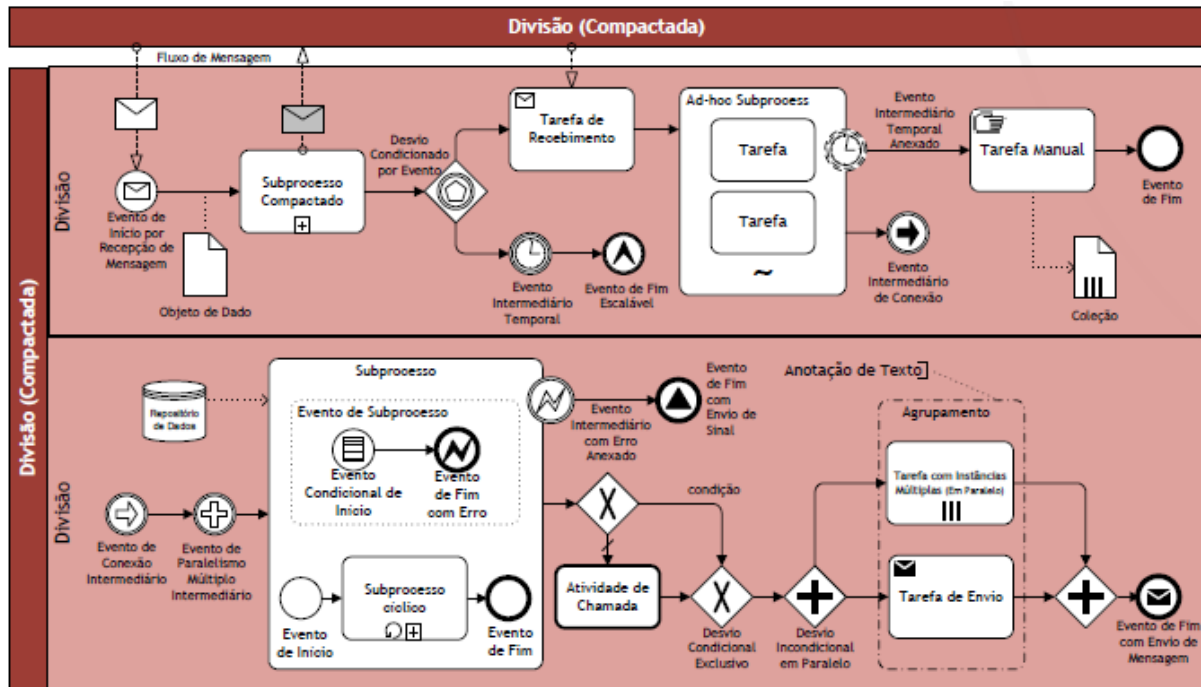 Divisão (Compactada)
Fluxo de Mensagem
Divisão (Compactada)
Divisão
Evento de
Início por
Recepção de
Mensagem
Objeto de Dado
Subprocesso
Compactado
Desvio
Condicionado
por Evento
Tarefa de
Recebimento
Evento
Intermediário
Temporal
Evento de Fim
Escalável
Ad-hoc Subprocess
Tarefa
Tarefa
Evento
Intermediário
Temporal
Anexado
Evento
Intermediário
de Conexão
Tarefa Manual
Evento
de Fim
Coleção
Divisão
Repositório
de Dados
Evento de
Conexão
Intermediário
Evento de
Paralelismo
Múltiplo
Intermediário
Subprocesso
Evento de Subprocesso
Evento
Condicional de
Inicio
Evento
de Fim
com Erro
Evento
de Início
Subprocesso
cíclico
Evento
de Fim
Evento
Intermediário
com Erro
Anexado
Evento
de Fim
com
Envio de
Sinal
X
condição
Atividade de
Chamada
X
Desvio
Condicional
Exclusivo
Desvio
Incondicional
em Paralelo
Anotação de Texto
Agrupamento
Tarefa com Instâncias
Múltiplas (Em Paralelo)
Tarefa de Envio
Evento de Fim
com Envio de
Mensagem